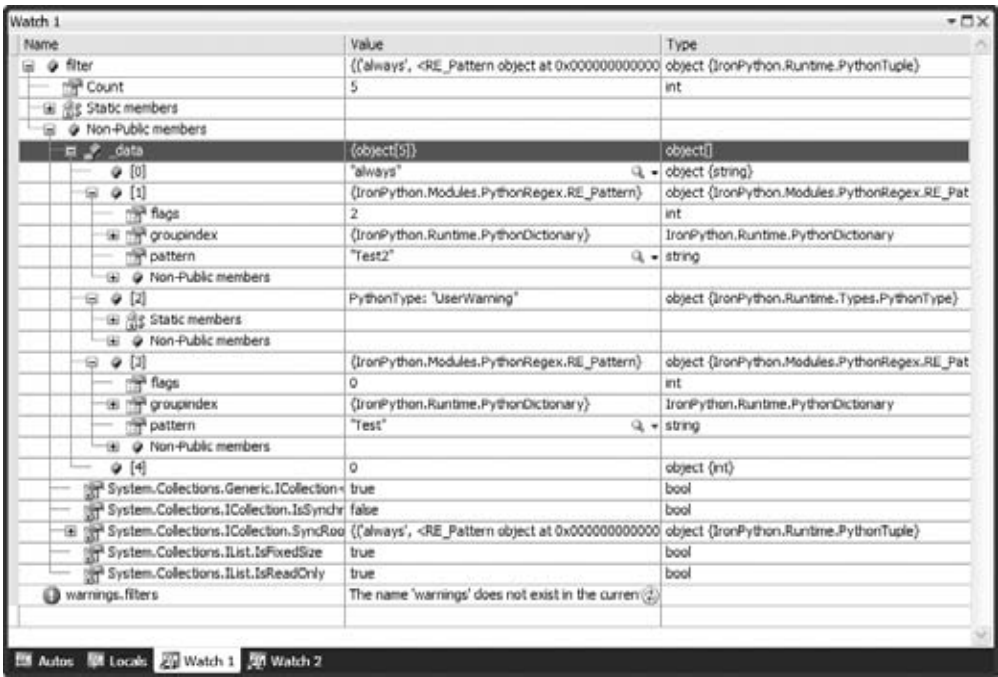 Watch 1
Name Value Type
filter {('always', <RE_Pattern object at 0x000000000000 object {IronPython.Runtime.PythonTuple}
Count 5 int
Static members
Non-Public members
_data {object[5]} object[]
[0] "always" object {string}
[1] {IronPython.Modules.PythonRegex.RE_Pattern} object {IronPython.Modules.PythonRegex.RE_Pat
flags 2 int
groupindex {IronPython.Runtime.PythonDictionary} IronPython.Runtime.PythonDictionary
pattern "Test2" string
Non-Public members
[2] PythonType: "UserWarning" object {IronPython.Runtime.Types.PythonType}
Static members
Non-Public members
[3] {IronPython.Modules.PythonRegex.RE_Pattern} object {IronPython.Modules.PythonRegex.RE_Pat
flags 0 int
groupindex {IronPython.Runtime.PythonDictionary} IronPython.Runtime.PythonDictionary
pattern "Test" string
Non-Public members
[4] 0 object {int}
System.Collections.Generic.ICollection< true bool
System.Collections.ICollection.IsSynchr false bool
System.Collections.ICollection.SyncRoo {('always', <RE_Pattern object at 0x000000000000 object {IronPython.Runtime.PythonTuple}
System.Collections.IList.IsFixedSize true bool
System.Collections.IList.IsReadOnly true bool
warnings.filters The name 'warnings' does not exist in the curren
Autos Locals Watch 1 Watch 2